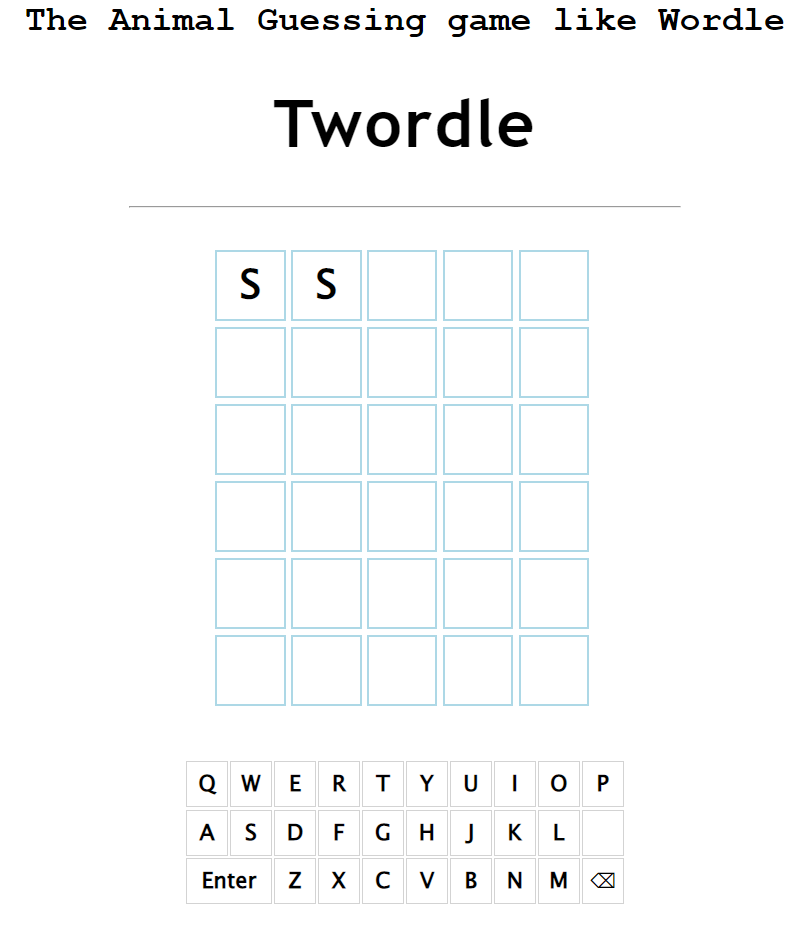 The Animal Guessing game like Wordle
Twordle
S S
Q W E R T Y U I O P
A S D F G H J K L
Enter Z X C V B N M ⌫